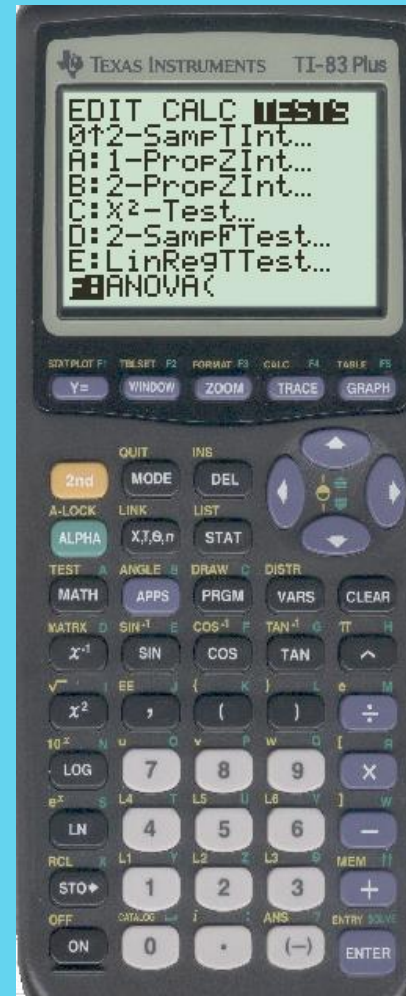 TEXAS INSTRUMENTS TI-83 Plus
EDIT CALC TESTS
0↑2-SampTInt…
A:1-PropZInt…
B:2-PropZInt…
C:χ²-Test…
D:2-SampFTest…
E:LinRegTTest…
F:ANOVA(
STAT PLOT F1 TBLSET F2 FORMAT F3 CALC F4 TABLE F5
Y= WINDOW ZOOM TRACE GRAPH
QUIT INS
2nd MODE DEL
A-LOCK LINK LIST
ALPHA X,T,Θ,n STAT
TEST A ANGLE B DRAW C DISTR
MATH APPS PRGM VARS CLEAR
MATRX D SIN⁻¹ E COS⁻¹ F TAN⁻¹ G π H
x⁻¹ SIN COS TAN ^
√ I EE J { K } L e M
x² , ( ) ÷
10ˣ N u O v P w Q [ R
LOG 7 8 9 ×
eˣ S L4 T L5 U L6 V ] W
LN 4 5 6 −
RCL X L1 Y L2 Z L3 θ MEM "
STO 1 2 3 +
OFF CATALOG i : ANS ? ENTRY SOLVE
ON 0 . (−) ENTER